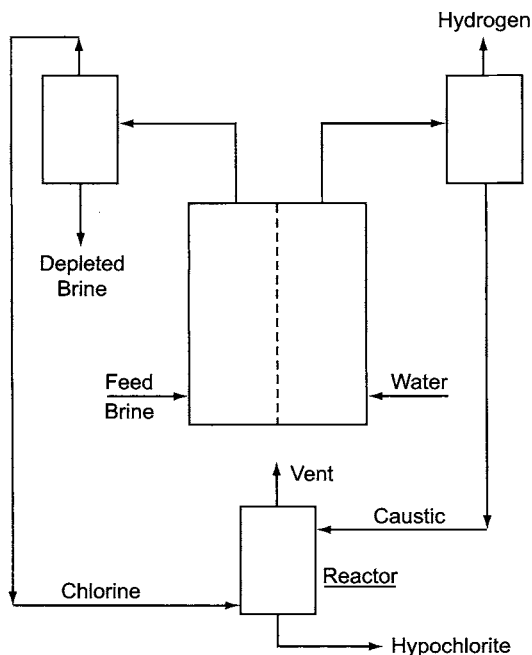 Hydrogen
Depleted
Brine
Feed
Brine
Water
Vent
Caustic
Reactor
Chlorine
Hypochlorite